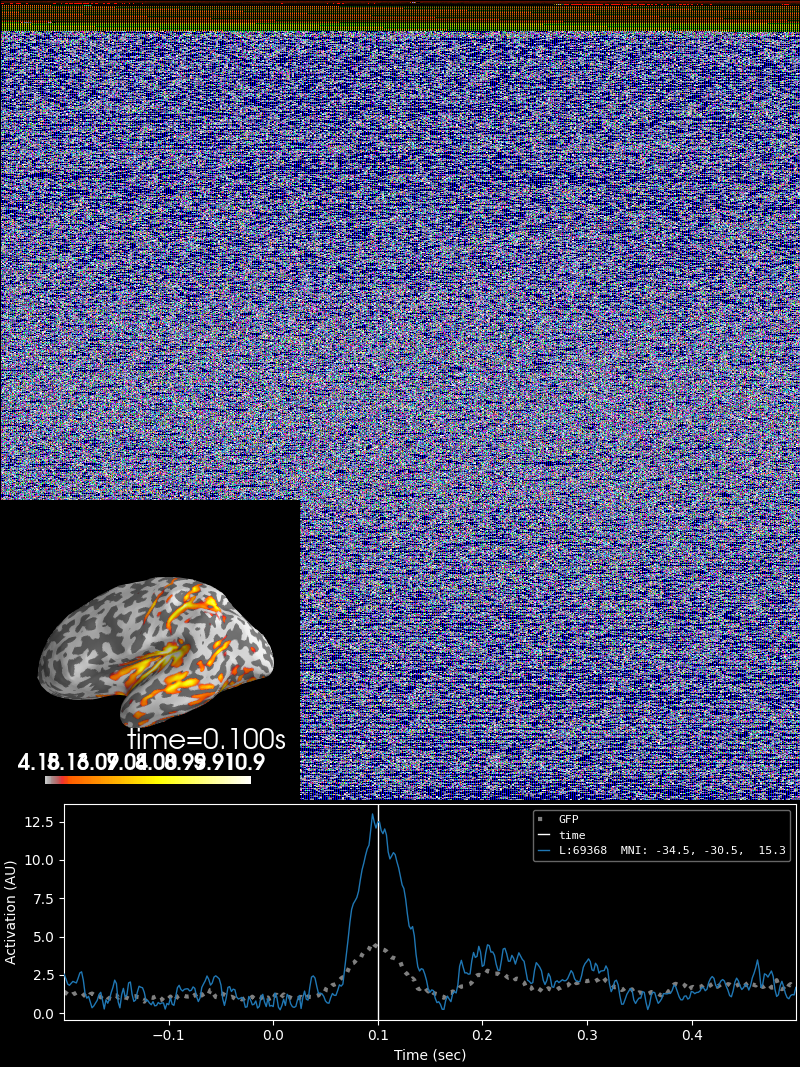 time=0.100s
10.9
12.5
10.0
7.5
5.0
2.5
0.0
Activation (AU)
GFP
time
L:69368 MNI: -34.5, -30.5, 15.3
−0.1 0.0 0.1 0.2 0.3 0.4
Time (sec)